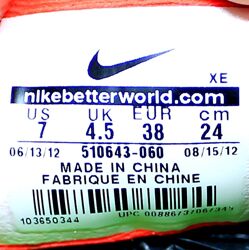 XE
nikebetterworld.com
US UK EUR cm
7 4.5 38 24
06/13/12 510643-060 08/15/12
MADE IN CHINA
FABRIQUE EN CHINE
103650344
UPC